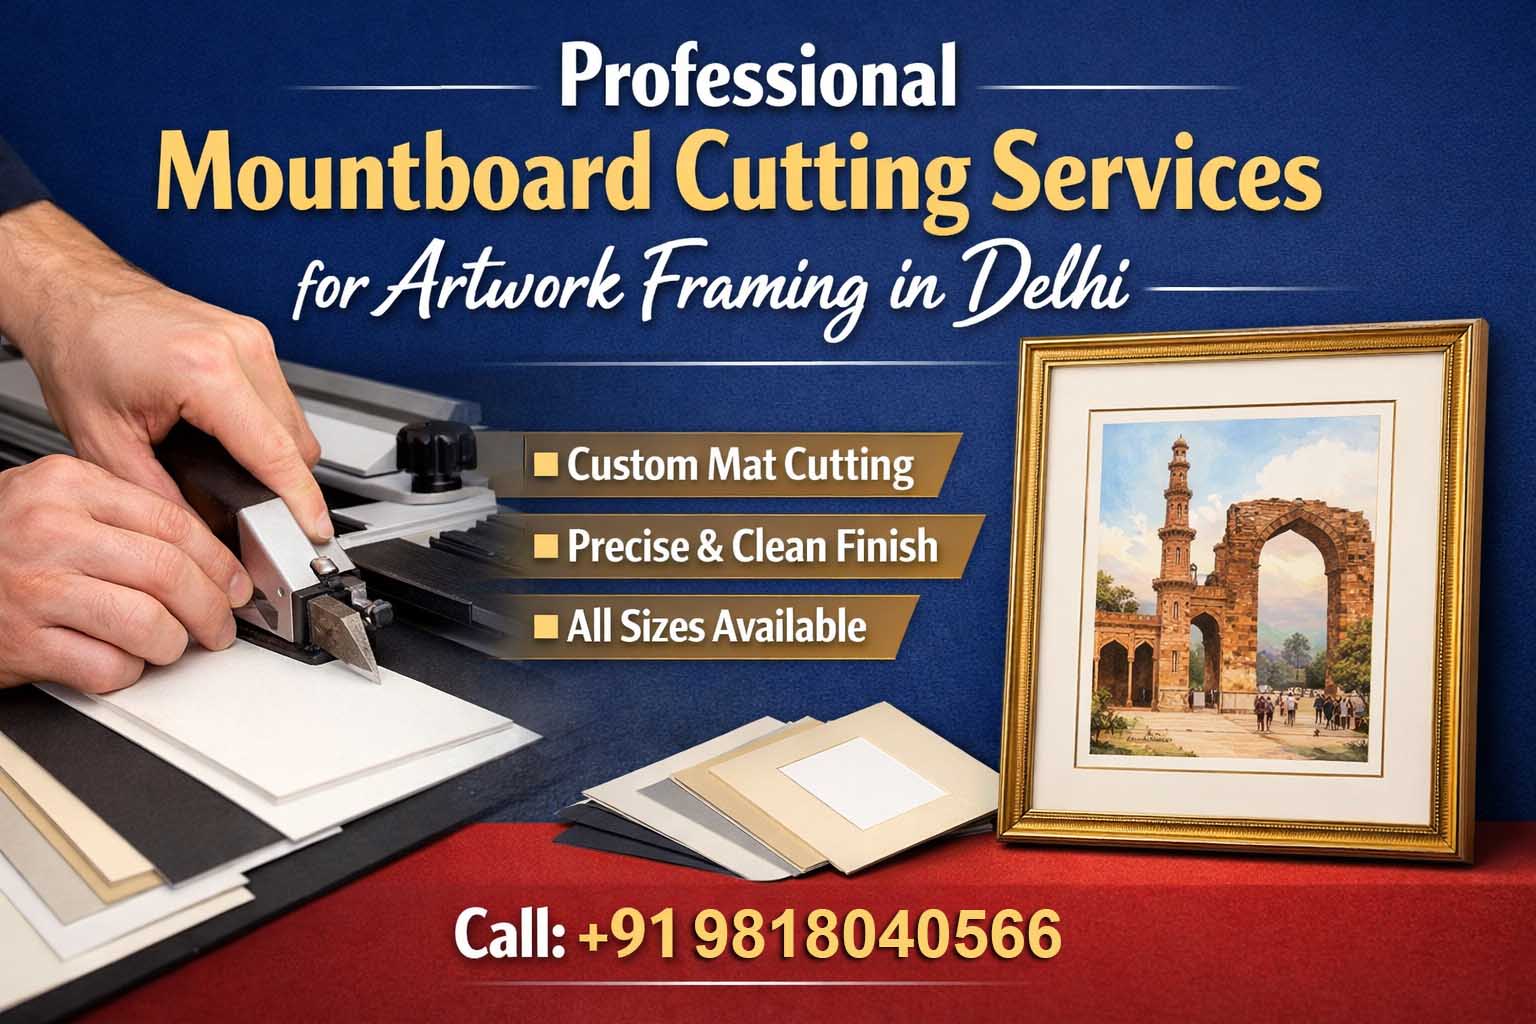 Professional
Mountboard Cutting Services
for Artwork Framing in Delhi
Custom Mat Cutting
Precise & Clean Finish
All Sizes Available
Call: +91 9818040566